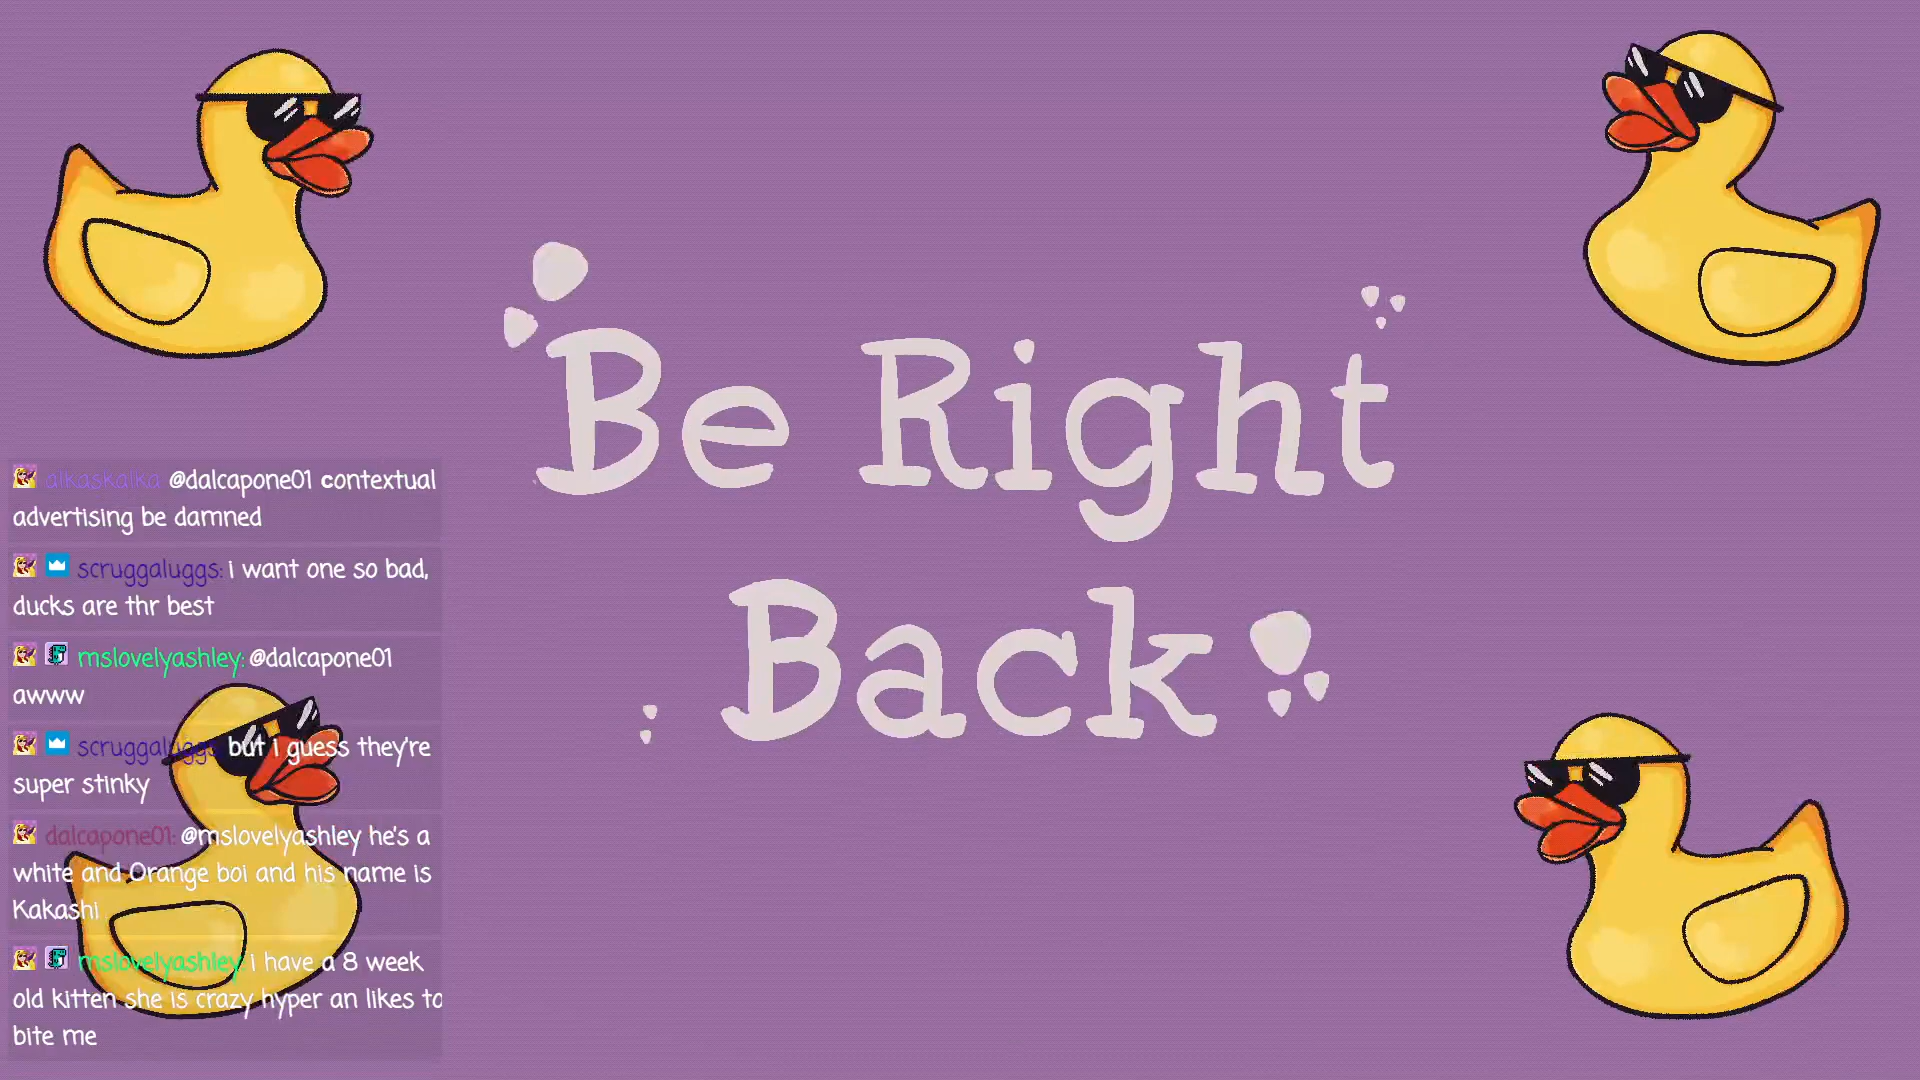 Be Right
Back
alkaskalka @dalcapone01 contextual
advertising be damned
scruggaluggs: i want one so bad,
ducks are thr best
mslovelyashley: @dalcapone01
awww
scruggaluggs: but i guess they're
super stinky
dalcapone01: @mslovelyashley he's a
white and Orange boi and his name is
Kakashi
mslovelyashley: i have a 8 week
old kitten she is crazy hyper an likes to
bite me